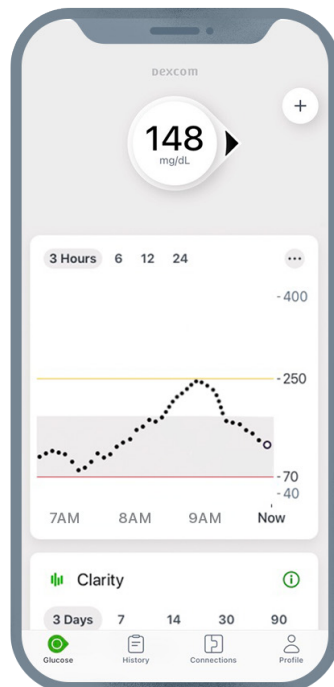 Dexcom
148
mg/dL
+
3 Hours 6 12 24
400
250
70
40
7AM 8AM 9AM Now
Clarity
3 Days 7 14 30 90
Glucose History Connections Profile